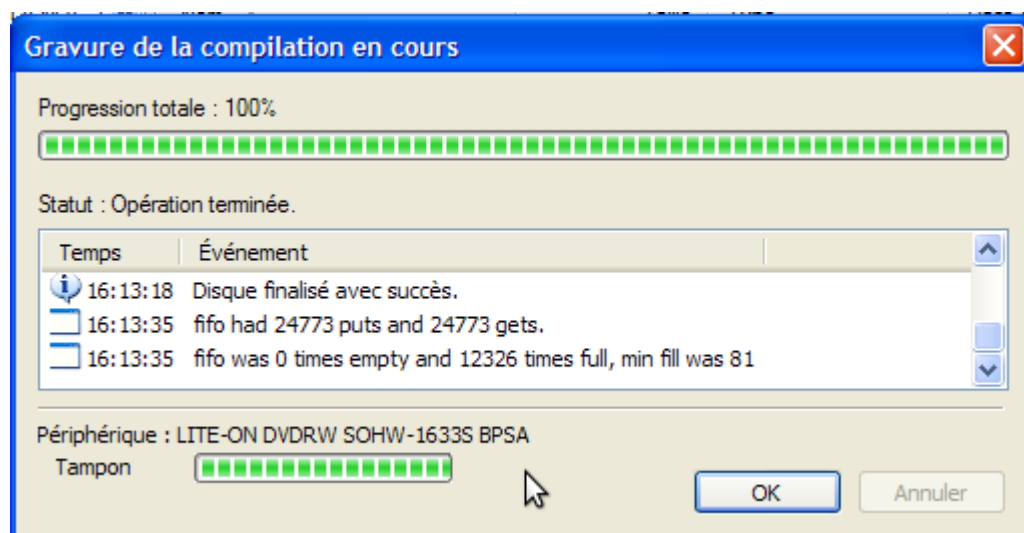 Gravure de la compilation en cours
Progression totale : 100%
Statut : Opération terminée.
Temps Événement
16:13:18 Disque finalisé avec succès.
16:13:35 fifo had 24773 puts and 24773 gets.
16:13:35 fifo was 0 times empty and 12326 times full, min fill was 81
Périphérique : LITE-ON DVDRW SOHW-1633S BPSA
Tampon
OK Annuler